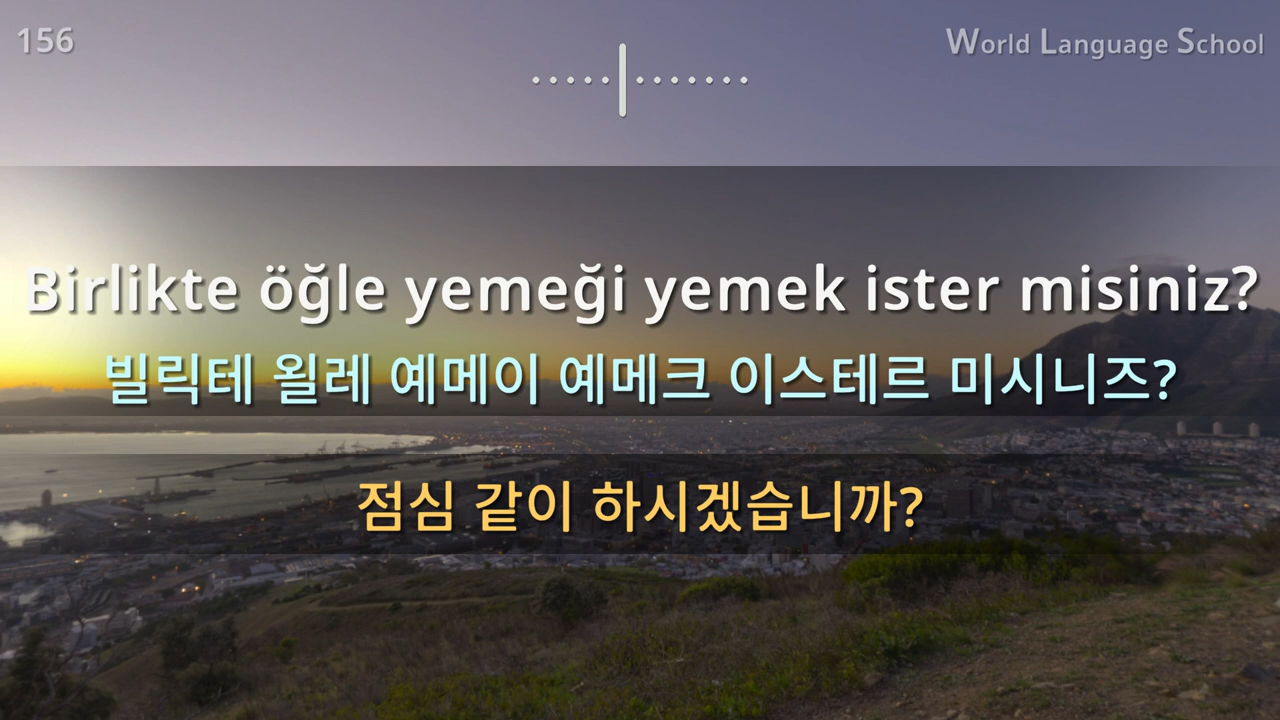 156
World Language School
Birlikte öğle yemeği yemek ister misiniz?
빌릭테 윌레 예메이 예메크 이스테르 미시니즈?
점심 같이 하시겠습니까?